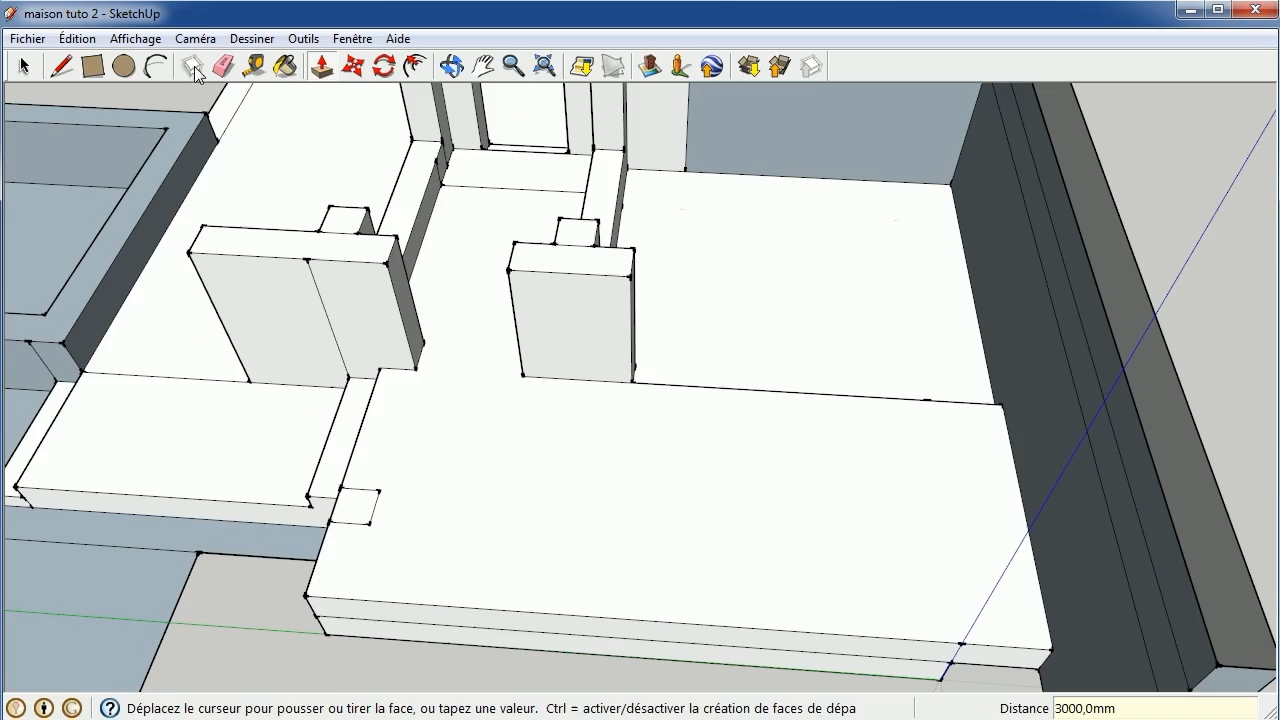 maison tuto 2 - SketchUp
Fichier Édition Affichage Caméra Dessiner Outils Fenêtre Aide
Déplacez le curseur pour pousser ou tirer la face, ou tapez une valeur. Ctrl = activer/désactiver la création de faces de dépa
Distance 3000,0mm